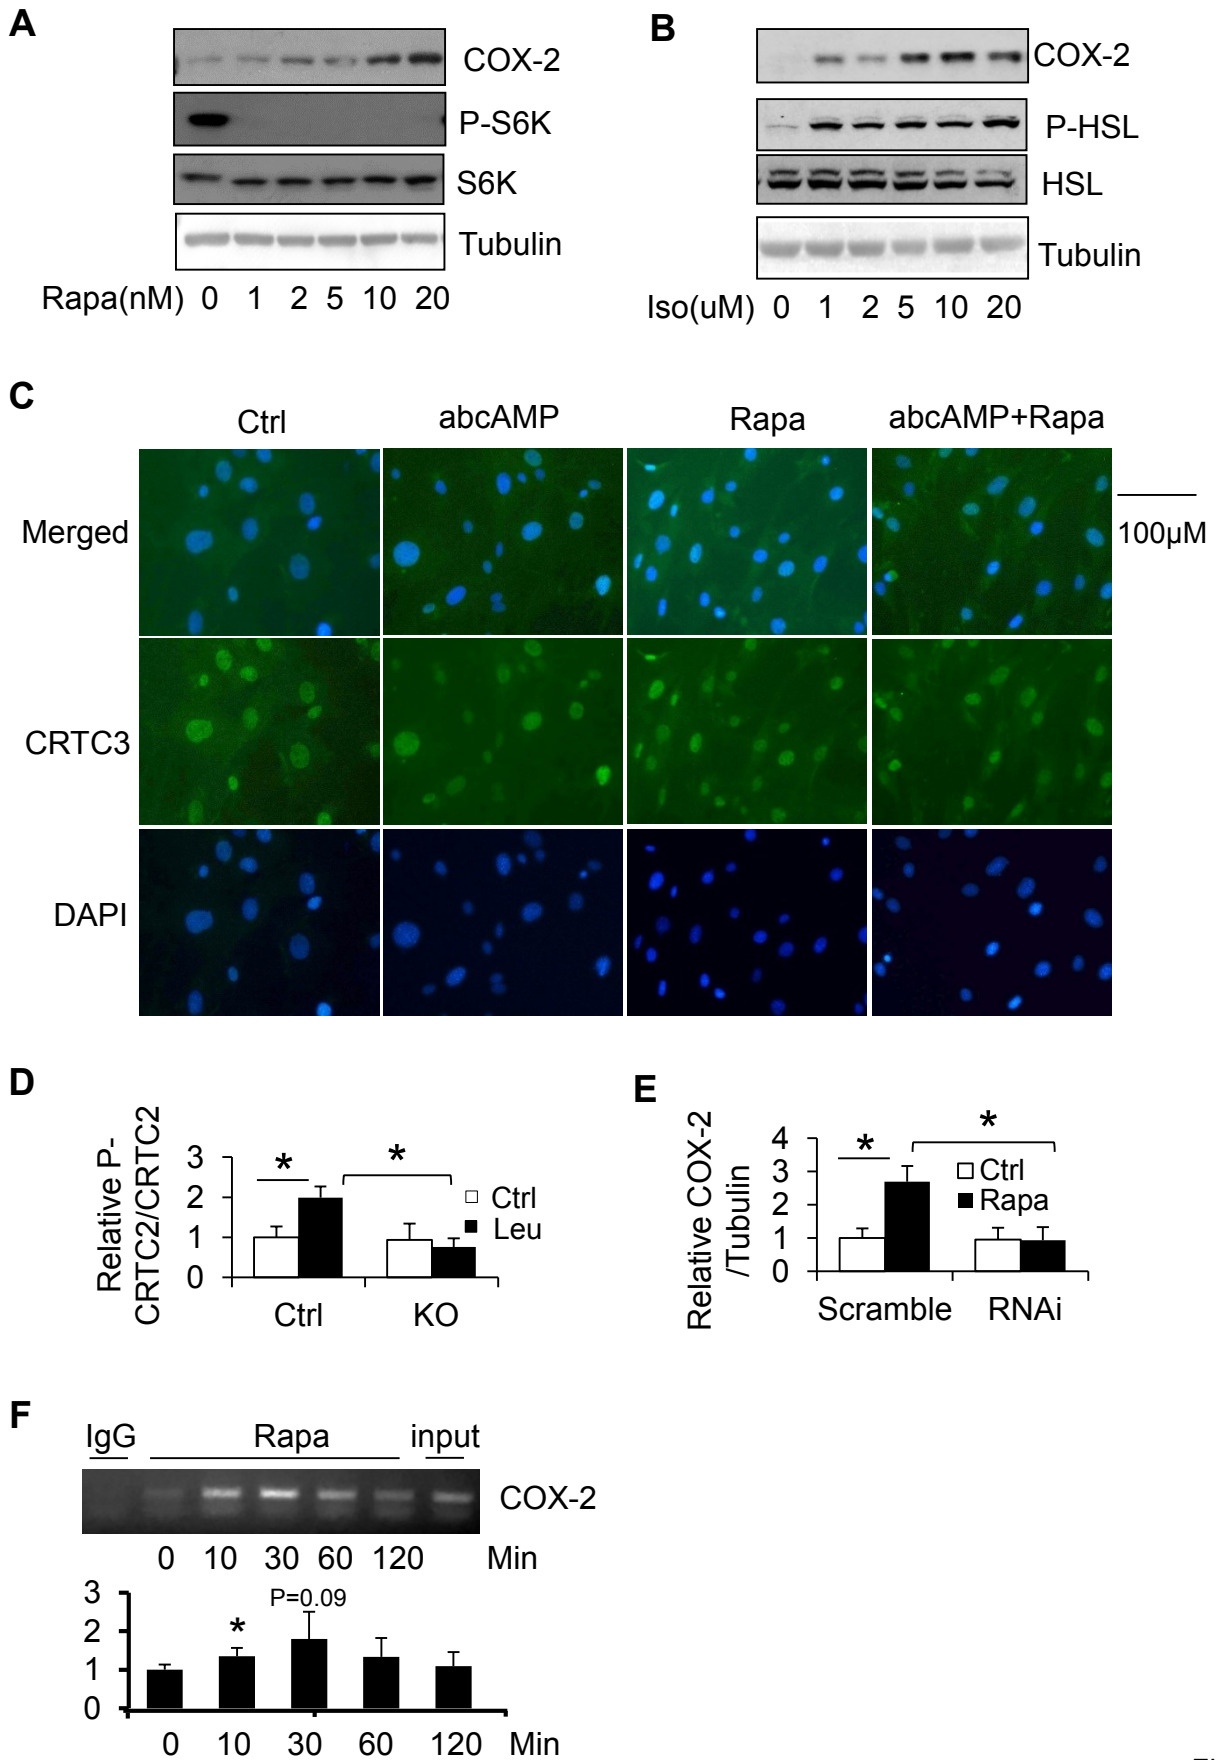 A
COX-2
P-S6K
S6K
Tubulin
Rapa(nM) 0 1 2 5 10 20
B
COX-2
P-HSL
HSL
Tubulin
Iso(uM) 0 1 2 5 10 20
C
Ctrl abcAMP Rapa abcAMP+Rapa
Merged
100µM
CRTC3
DAPI
D
Relative P-
CRTC2/CRTC2
3
2
1
0
* *
Ctrl
Leu
Ctrl KO
E
Relative COX-2
/Tubulin
4
3
2
1
0
* *
Ctrl
Rapa
Scramble RNAi
F
IgG Rapa input
COX-2
0 10 30 60 120 Min
3
2
1
0
* P=0.09
0 10 30 60 120 Min